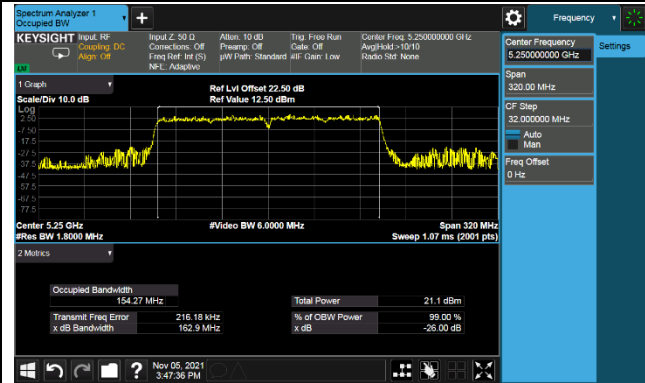 Spectrum Analyzer 1
Occupied BW
+
Frequency
KEYSIGHT
Input: RF
Coupling: DC
Align: Off
Input Z: 50 Ω
Corrections: Off
Freq Ref: Int (S)
NFE: Adaptive
Atten: 10 dB
Preamp: Off
µW Path: Standard
Trig: Free Run
Gate: Off
#IF Gain: Low
Center Freq: 5.250000000 GHz
Avg|Hold:>10/10
Radio Std: None
LXI
Center Frequency
5.250000000 GHz
Settings
Span
320.00 MHz
CF Step
32.000000 MHz
Auto
Man
Freq Offset
0 Hz
1 Graph
Scale/Div 10.0 dB
Ref Lvl Offset 22.50 dB
Ref Value 12.50 dBm
Log
2.50
-7.50
-17.5
-27.5
-37.5
-47.5
-57.5
-67.5
-77.5
Center 5.25 GHz
#Res BW 1.8000 MHz
#Video BW 6.0000 MHz
Span 320 MHz
Sweep 1.07 ms (2001 pts)
2 Metrics
Occupied Bandwidth
154.27 MHz
Total Power 21.1 dBm
Transmit Freq Error 216.18 kHz
% of OBW Power 99.00 %
x dB Bandwidth 162.9 MHz
x dB -26.00 dB
?
Nov 05, 2021
3:47:36 PM